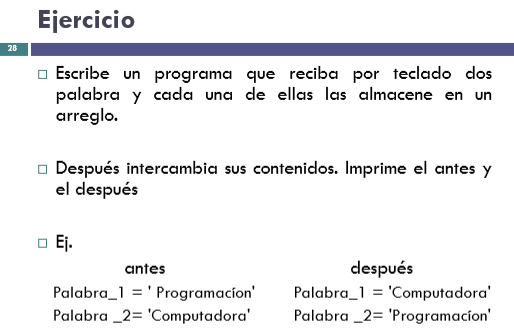 Ejercicio
28
Escribe un programa que reciba por teclado dos
palabra y cada una de ellas las almacene en un
arreglo.
Después intercambia sus contenidos. Imprime el antes y
el después
Ej.
antes después
Palabra_1 = ' Programacíon' Palabra_1 = 'Computadora'
Palabra _2= 'Computadora' Palabra _2= 'Programacíon'